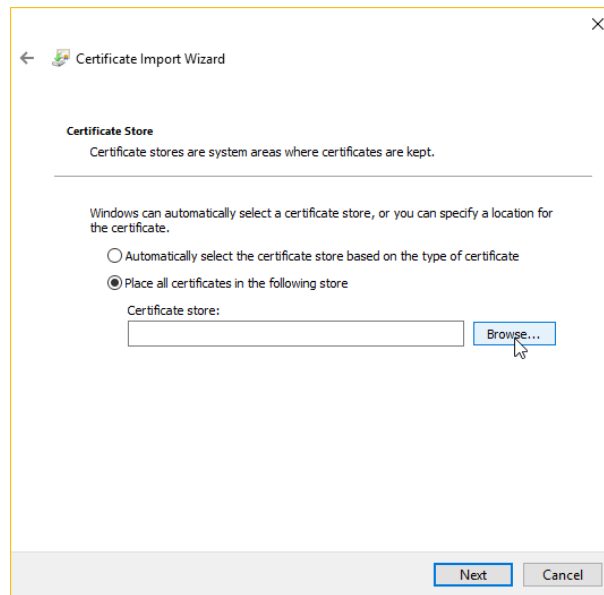 Certificate Import Wizard
Certificate Store
Certificate stores are system areas where certificates are kept.
Windows can automatically select a certificate store, or you can specify a location for
the certificate.
Automatically select the certificate store based on the type of certificate
Place all certificates in the following store
Certificate store:
Browse...
Next
Cancel